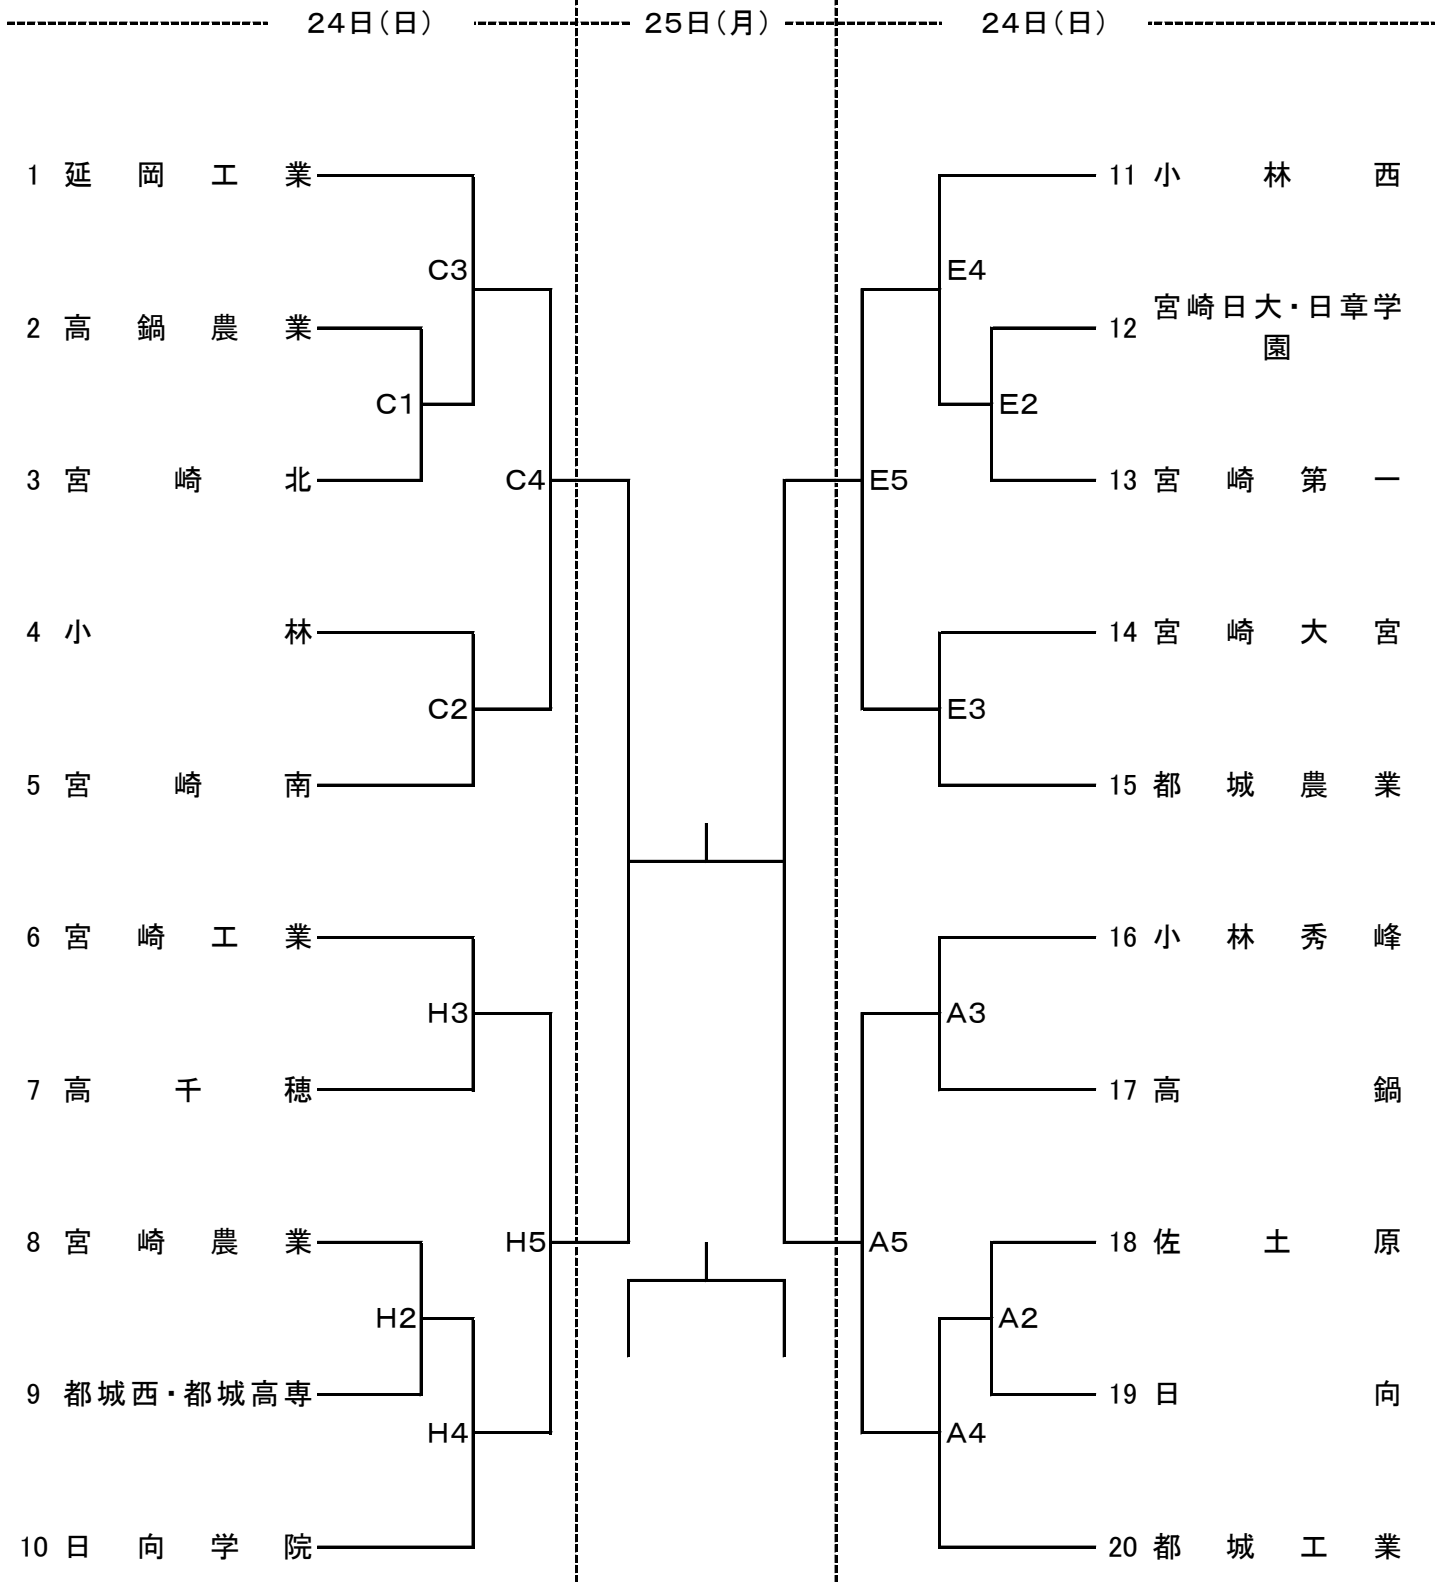 24日(日) 25日(月) 24日(日)
1 延岡工業
C3
2 高鍋農業
C1
3 宮崎北
C4
4 小林
C2
5 宮崎南
6 宮崎工業
H3
7 高千穂
8 宮崎農業
H5
H2
9 都城西・都城高専
H4
10 日向学院
11 小林西
E4
12 宮崎日大・日章学
園
E2
13 宮崎第一
E5
14 宮崎大宮
E3
15 都城農業
16 小林秀峰
A3
17 高鍋
18 佐土原
A5
A2
19 日向
A4
20 都城工業